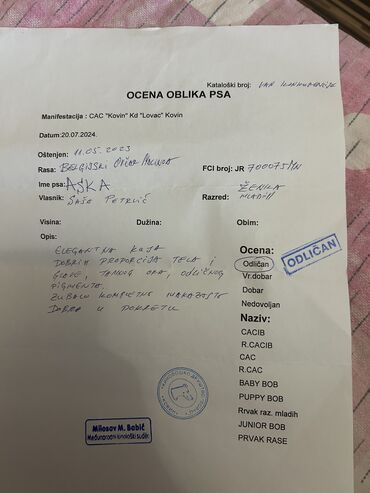 Kataloški broj: VAN KONKURENCIJE
OCENA OBLIKA PSA
Manifestacija : CAC "Kovin" Kd "Lovac" Kovin
Datum:20.07.2024.
Oštenjen: 11.05.2023
Rasa: BELGIJSKI OVČAR MALINOA
FCI broj: JR 700075/
Ime psa: AŠKA
ŽENKA
Vlasnik: SAŠA PETROVIĆ
Razred: MLADIH
Visina: Dužina: Obim:
Opis:
ELEGANTNA KUJA
DOBRIH PROPORCIJA TELA I
GLAVE, TAMNOG OKA, ODLIČNOG
PIGMENTA.
ZUBALO KOMPLETNO MAKAZASTO
DOBRA U POKRETU
Ocena:
Odličan
ODLIČAN
Vr.dobar
Dobar
Nedovoljan
Naziv:
CACIB
R.CACIB
CAC
R.CAC
BABY BOB
PUPPY BOB
Rrvak raz. mladih
JUNIOR BOB
PRVAK RASE
Milosav M. Babić
Međunarodni kinološki sudija